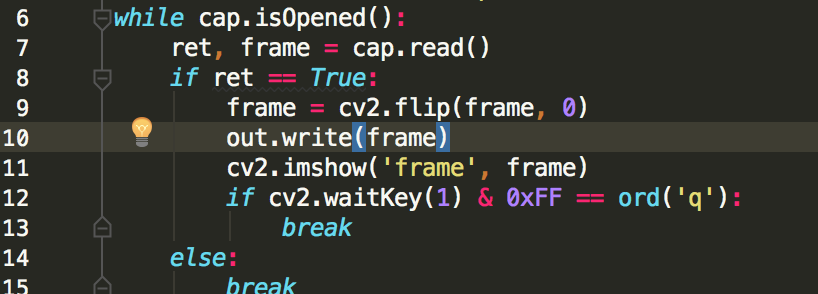 6 while cap.isOpened():
7 ret, frame = cap.read()
8 if ret == True:
9 frame = cv2.flip(frame, 0)
10 out.write(frame)
11 cv2.imshow('frame', frame)
12 if cv2.waitKey(1) & 0xFF == ord('q'):
13 break
14 else:
15 break